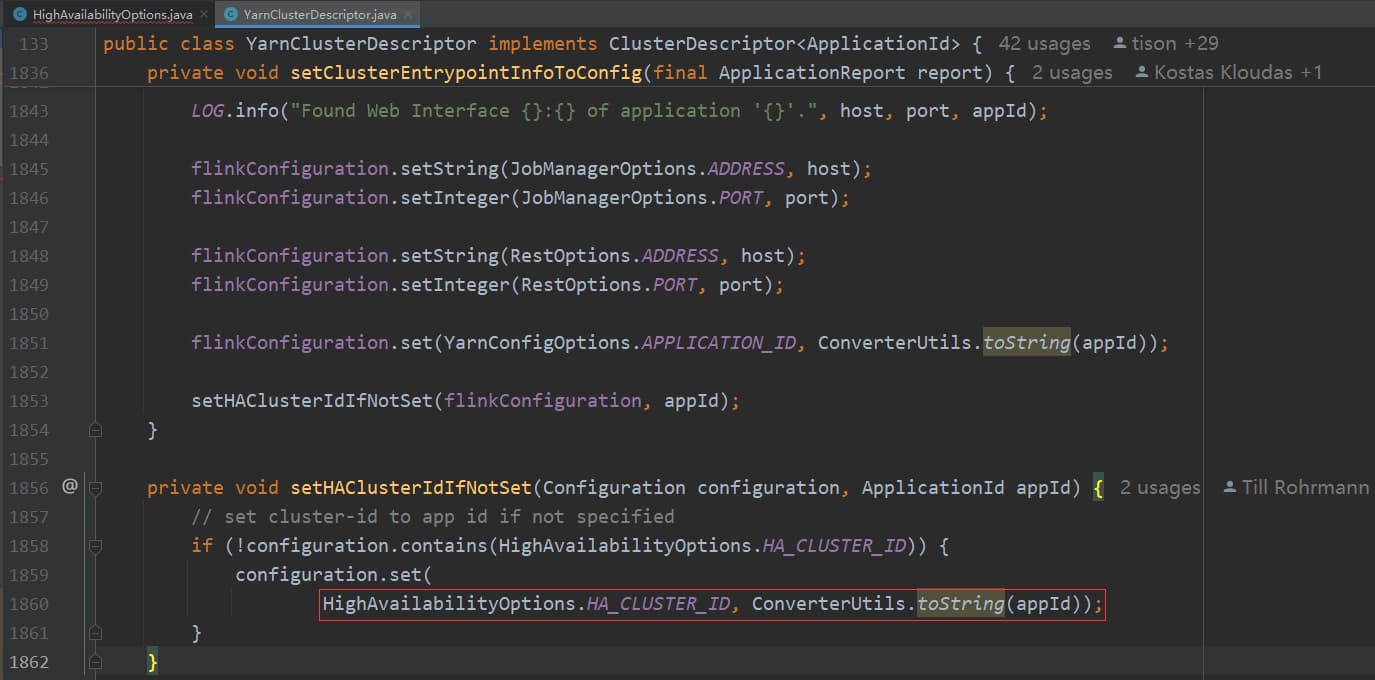 HighAvailabilityOptions.java
YarnClusterDescriptor.java
133 public class YarnClusterDescriptor implements ClusterDescriptor<ApplicationId> { 42 usages tison +29
1836 private void setClusterEntrypointInfoToConfig(final ApplicationReport report) { 2 usages Kostas Kloudas +1
1843 LOG.info("Found Web Interface {}:{} of application '{}'.", host, port, appId);
1844
1845 flinkConfiguration.setString(JobManagerOptions.ADDRESS, host);
1846 flinkConfiguration.setInteger(JobManagerOptions.PORT, port);
1847
1848 flinkConfiguration.setString(RestOptions.ADDRESS, host);
1849 flinkConfiguration.setInteger(RestOptions.PORT, port);
1850
1851 flinkConfiguration.set(YarnConfigOptions.APPLICATION_ID, ConverterUtils.toString(appId));
1852
1853 setHAClusterIdIfNotSet(flinkConfiguration, appId);
1854 }
1855
1856 @ private void setHAClusterIdIfNotSet(Configuration configuration, ApplicationId appId) { 2 usages Till Rohrmann
1857 // set cluster-id to app id if not specified
1858 if (!configuration.contains(HighAvailabilityOptions.HA_CLUSTER_ID)) {
1859 configuration.set(
1860 HighAvailabilityOptions.HA_CLUSTER_ID, ConverterUtils.toString(appId));
1861 }
1862 }